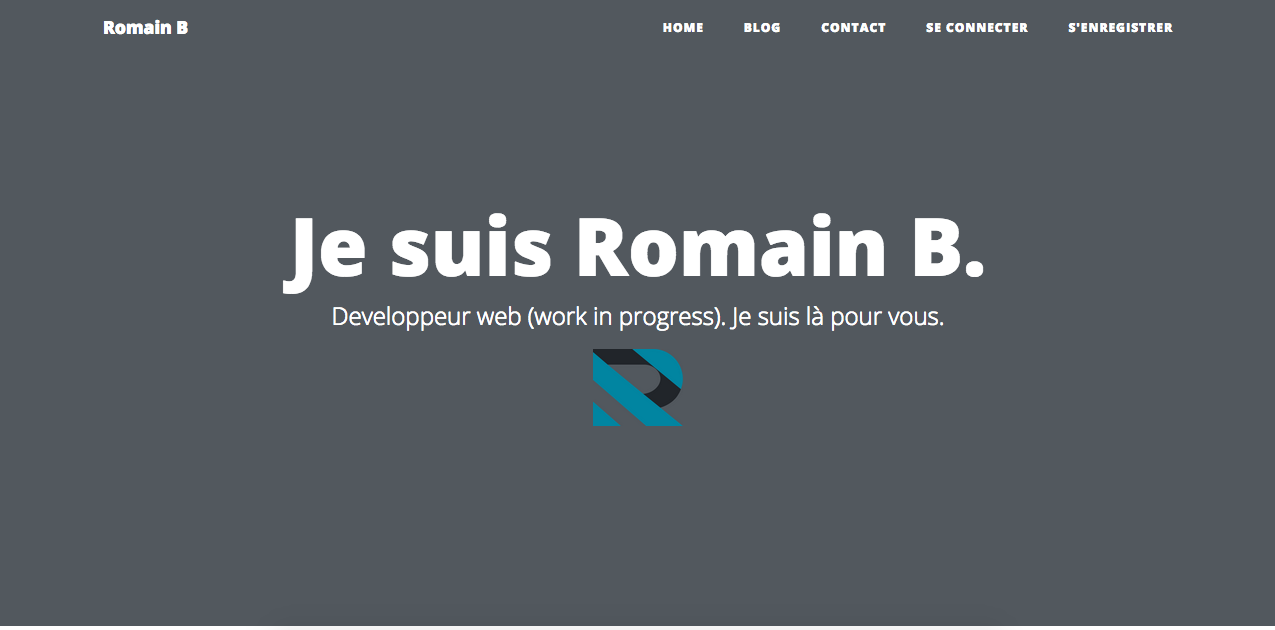 Romain B
HOME BLOG CONTACT SE CONNECTER S'ENREGISTRER
Je suis Romain B.
Developpeur web (work in progress). Je suis là pour vous.
R